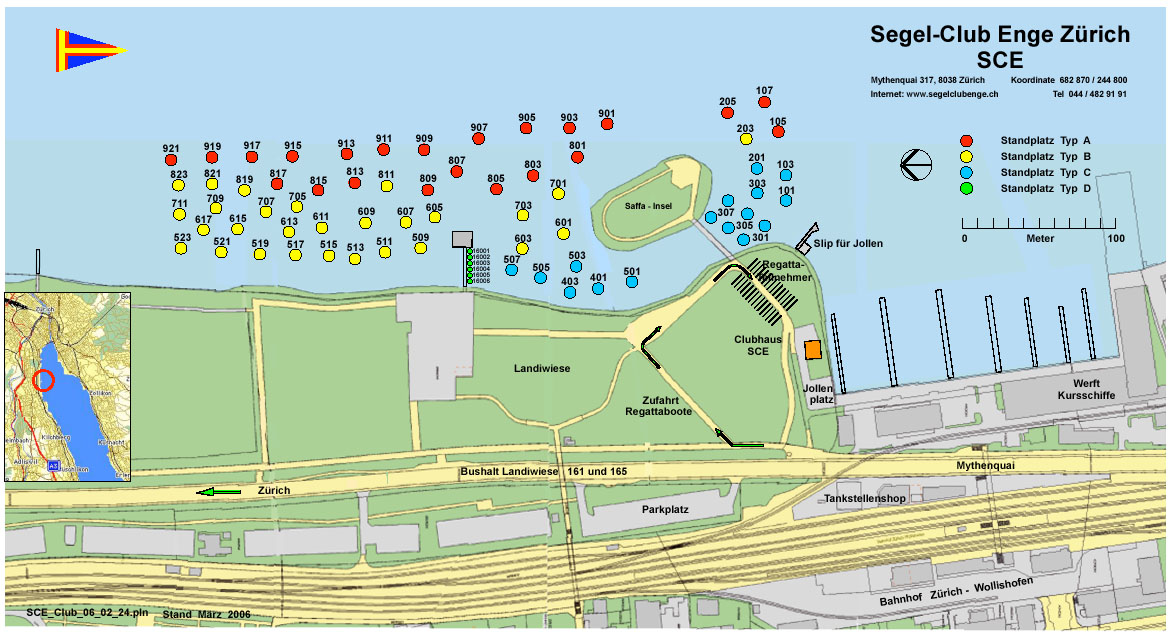 Segel-Club Enge Zürich
SCE
Mythenquai 317, 8038 Zürich Koordinate 682 870 / 244 800
Internet: www.segelclubenge.ch Tel 044 / 482 91 91
Standplatz Typ A
Standplatz Typ B
Standplatz Typ C
Standplatz Typ D
0 Meter 100
107
205
105
203
201
103
303
101
307
305
301
901
903
905
907
909
911
913
915
917
919
921
801
803
805
807
809
811
813
815
817
819
821
823
701
703
705
707
709
711
601
603
605
607
609
611
613
615
617
501
503
505
507
509
511
513
515
517
519
521
523
401
403
16001
16002
16003
16004
16005
16006
Saffa - Insel
Slip für Jollen
Regatta-
teilnehmer
Clubhaus
SCE
Landiwiese
Zufahrt
Regattaboote
Jollen
platz
Werft
Kursschiffe
Bushalt Landiwiese 161 und 165
Mythenquai
Zürich
Tankstellenshop
Parkplatz
Bahnhof Zürich - Wollishofen
SCE_Club_06_02_24.pln Stand März 2006
Zürich
Zollikon
Kilchberg
Küsnacht
Adliswil
A3